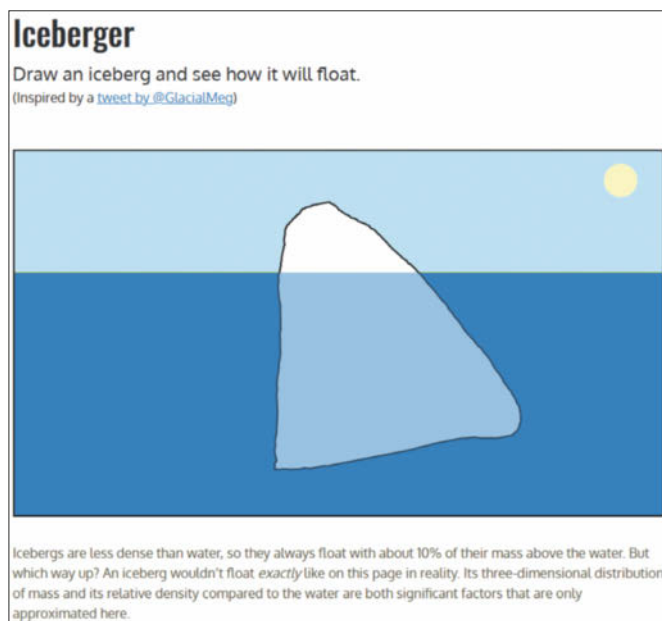 Iceberger
Draw an iceberg and see how it will float.
(Inspired by a tweet by @GlacialMeg)
Icebergs are less dense than water, so they always float with about 10% of their mass above the water. But
which way up? An iceberg wouldn't float exactly like on this page in reality. Its three-dimensional distribution
of mass and its relative density compared to the water are both significant factors that are only
approximated here.